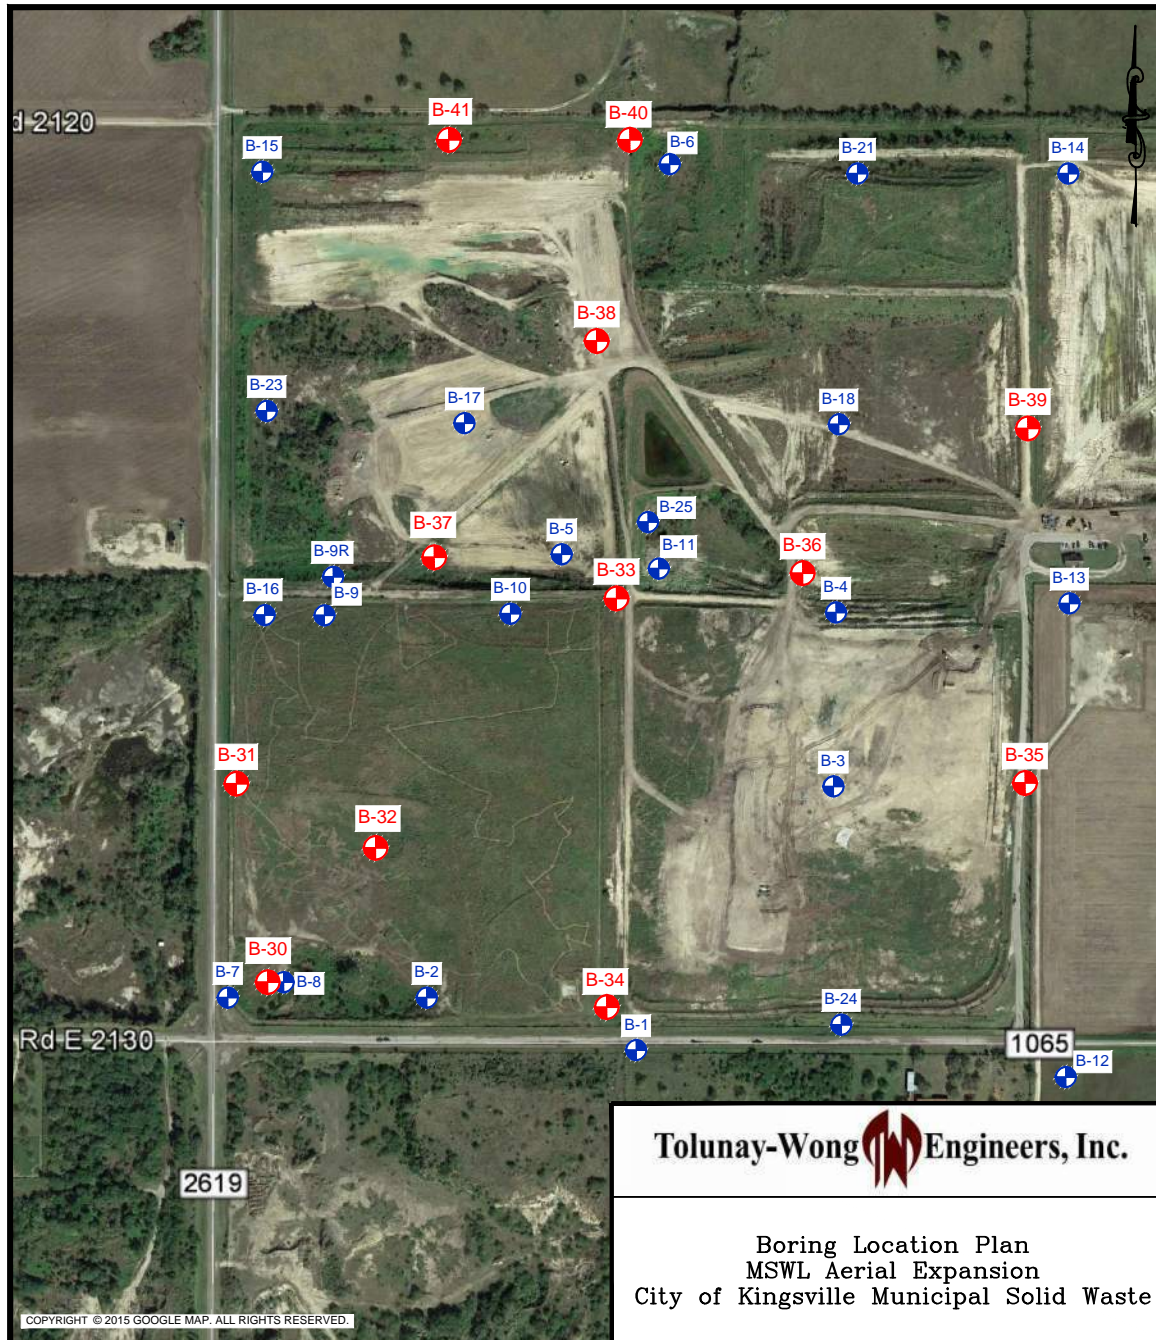 d 2120
B-41
B-40
B-15
B-6
B-21
B-14
B-38
B-23
B-17
B-18
B-39
B-25
B-37
B-5
B-9R
B-11
B-36
B-33
B-16
B-9
B-10
B-4
B-13
B-31
B-3
B-35
B-32
B-30
B-7
B-8
B-2
B-34
B-24
B-1
Rd E 2130
1065
B-12
2619
Tolunay-Wong Engineers, Inc.
Boring Location Plan
MSWL Aerial Expansion
City of Kingsville Municipal Solid Waste
COPYRIGHT © 2015 GOOGLE MAP. ALL RIGHTS RESERVED.